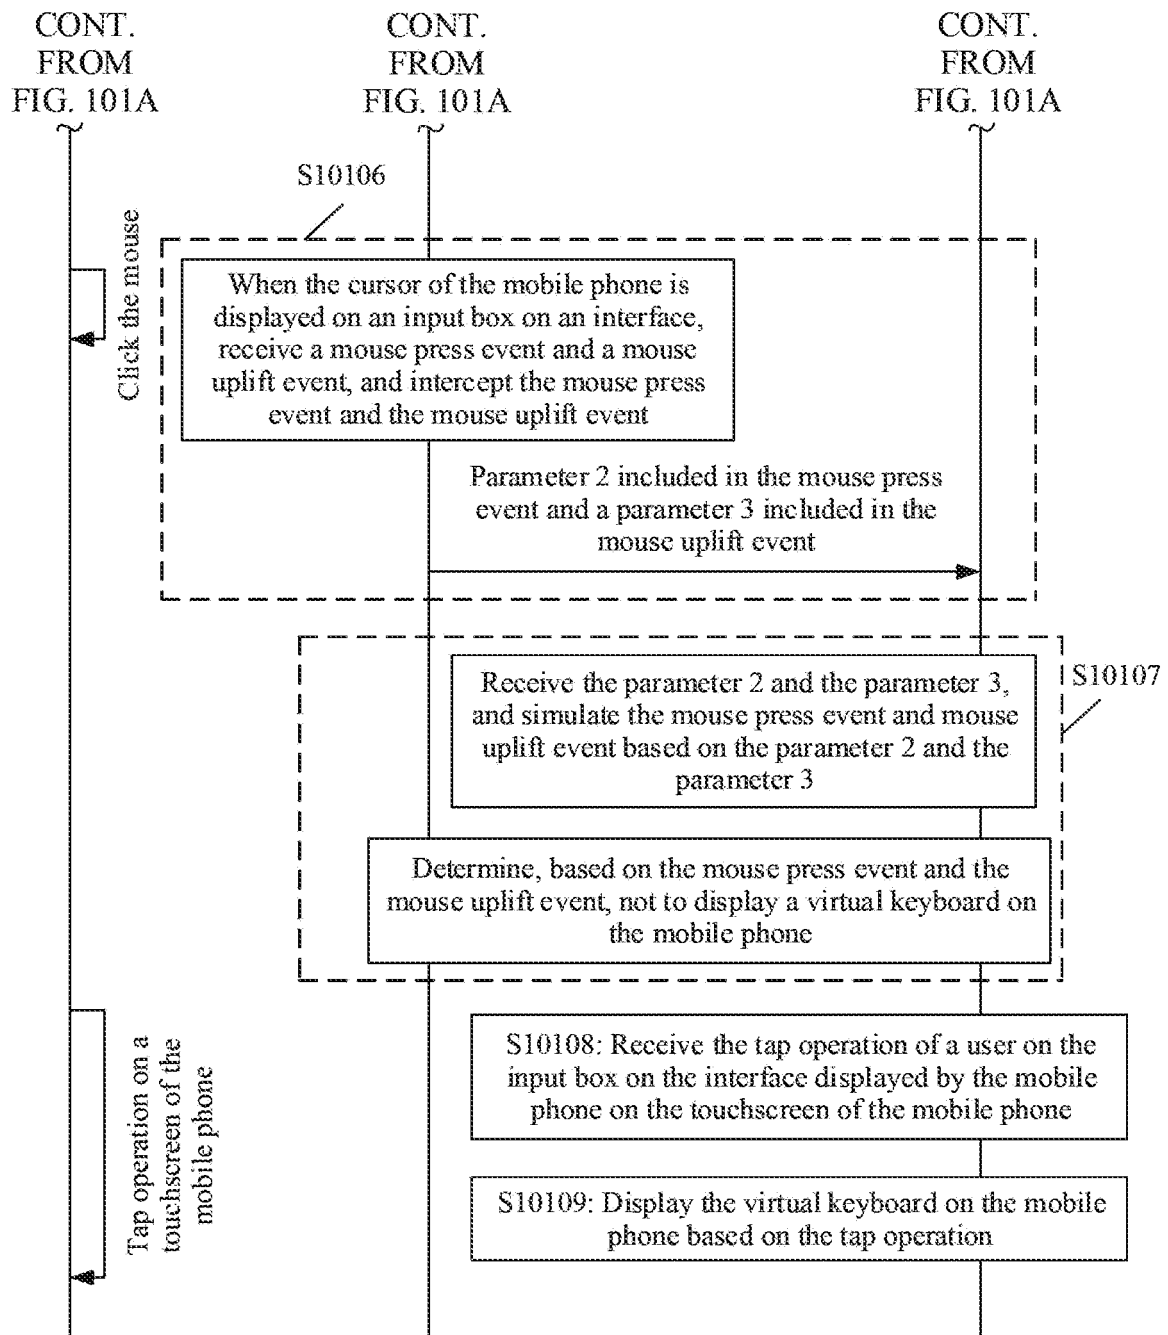 CONT.
FROM
FIG. 101A
CONT.
FROM
FIG. 101A
CONT.
FROM
FIG. 101A
S10106
Click the mouse
When the cursor of the mobile phone is
displayed on an input box on an interface,
receive a mouse press event and a mouse
uplift event, and intercept the mouse press
event and the mouse uplift event
Parameter 2 included in the mouse press
event and a parameter 3 included in the
mouse uplift event
S10107
Receive the parameter 2 and the parameter 3,
and simulate the mouse press event and mouse
uplift event based on the parameter 2 and the
parameter 3
Determine, based on the mouse press event and the
mouse uplift event, not to display a virtual keyboard on
the mobile phone
Tap operation on a
touchscreen of the
mobile phone
S10108: Receive the tap operation of a user on the
input box on the interface displayed by the mobile
phone on the touchscreen of the mobile phone
S10109: Display the virtual keyboard on the mobile
phone based on the tap operation